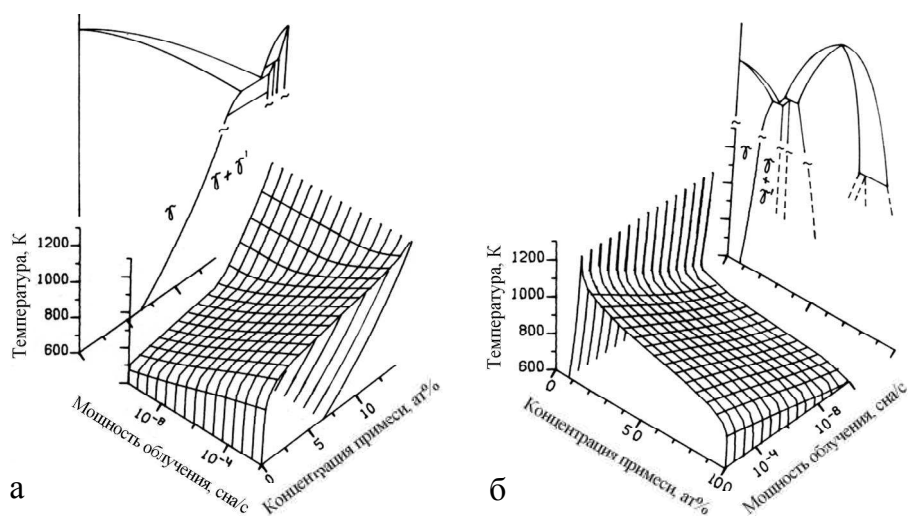 γ
γ + γ'
Температура, К
1200
1000
800
600
Мощность облучения, сна/с
10⁻⁸
10⁻⁴
0
5
10
Концентрация примеси, ат%
а
γ
γ' + γ
Температура, К
1200
1000
800
600
0
50
100
Концентрация примеси, ат%
10⁻⁴
10⁻⁸
Мощность облучения, сна/с
б